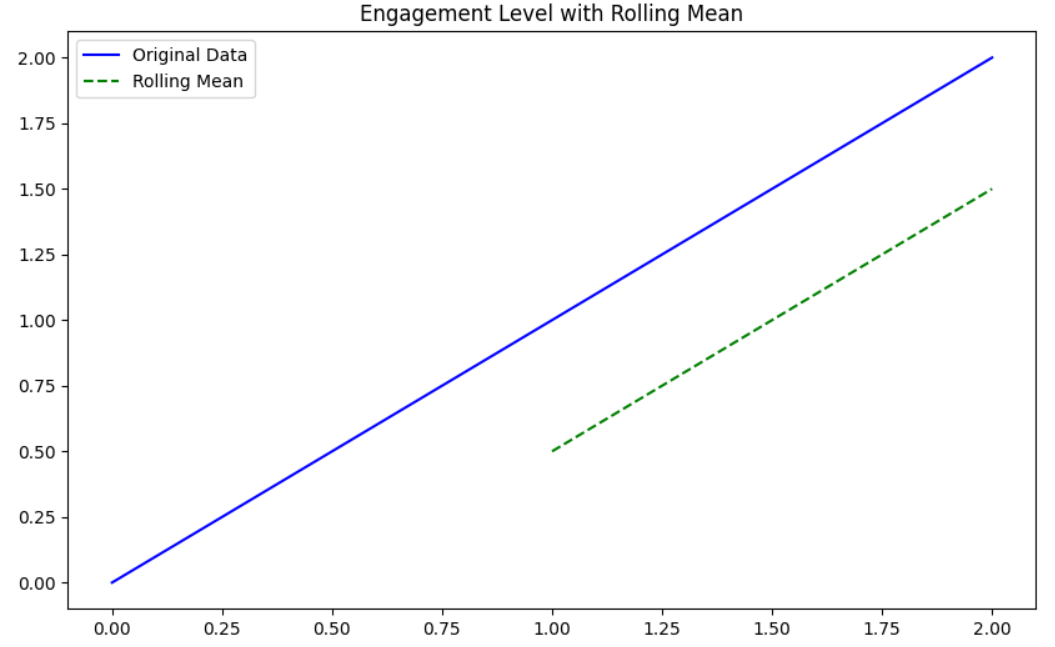 Engagement Level with Rolling Mean
Original Data
Rolling Mean
2.00
1.75
1.50
1.25
1.00
0.75
0.50
0.25
0.00
0.00 0.25 0.50 0.75 1.00 1.25 1.50 1.75 2.00